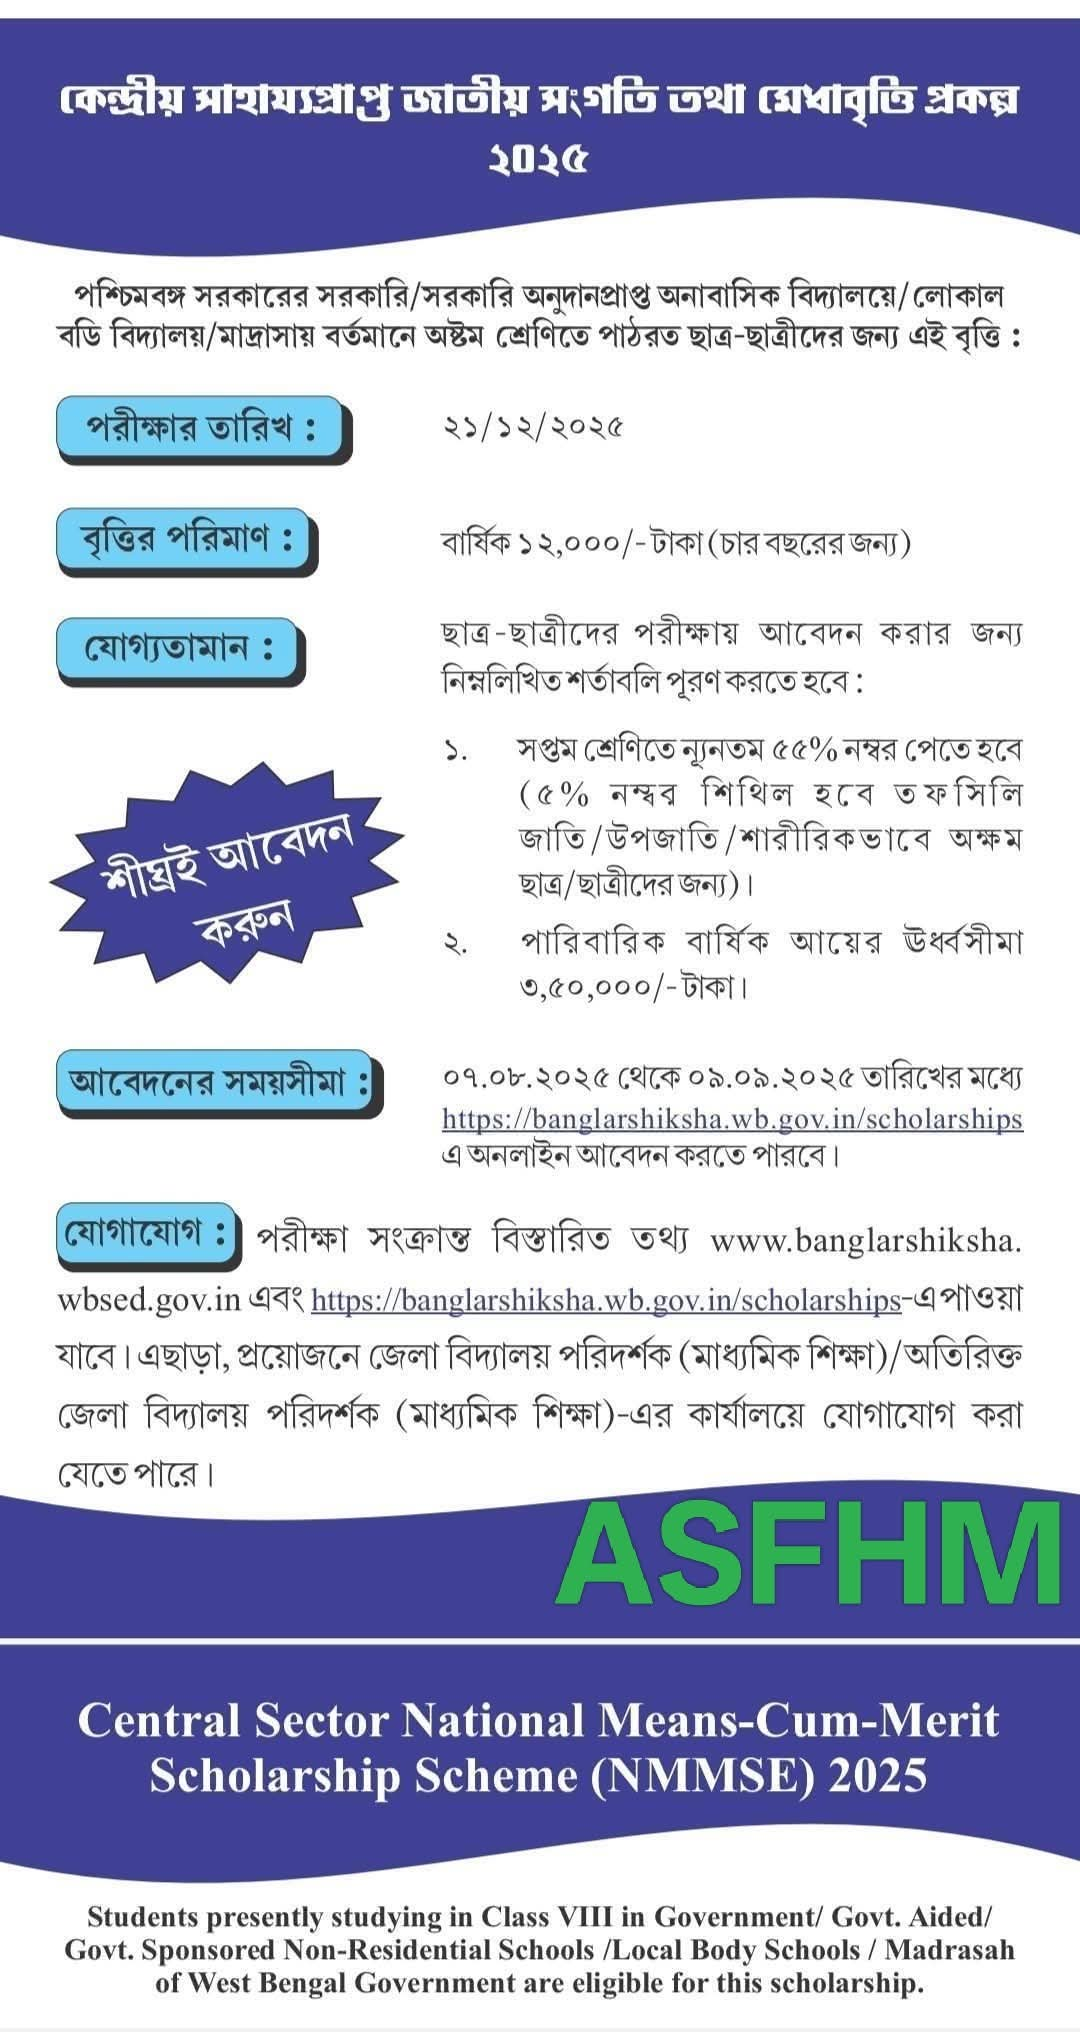 কেন্দ্রীয় সাহায্যপ্রাপ্ত জাতীয় সংগতি তথা মেধাবৃত্তি প্রকল্প
২০২৫
পশ্চিমবঙ্গ সরকারের সরকারি/সরকারি অনুদানপ্রাপ্ত অনাবাসিক বিদ্যালয়ে/লোকাল
বডি বিদ্যালয়/মাদ্রাসায় বর্তমানে অষ্টম শ্রেণিতে পাঠরত ছাত্র-ছাত্রীদের জন্য এই বৃত্তি :
পরীক্ষার তারিখ :
২১/১২/২০২৫
বৃত্তির পরিমাণ :
বার্ষিক ১২,০০০/- টাকা (চার বছরের জন্য)
যোগ্যতামান :
ছাত্র-ছাত্রীদের পরীক্ষায় আবেদন করার জন্য
নিম্নলিখিত শর্তাবলি পূরণ করতে হবে :
১. সপ্তম শ্রেণিতে ন্যূনতম ৫৫% নম্বর পেতে হবে
(৫% নম্বর শিথিল হবে তফসিলি
জাতি/উপজাতি/শারীরিকভাবে অক্ষম
ছাত্র/ছাত্রীদের জন্য)।
২. পারিবারিক বার্ষিক আয়ের ঊর্ধ্বসীমা
৩,৫০,০০০/- টাকা।
শীঘ্রই আবেদন
করুন
আবেদনের সময়সীমা :
০৭.০৮.২০২৫ থেকে ০৯.০৯.২০২৫ তারিখের মধ্যে
https://banglarshiksha.wb.gov.in/scholarships
এ অনলাইন আবেদন করতে পারবে।
যোগাযোগ : পরীক্ষা সংক্রান্ত বিস্তারিত তথ্য www.banglarshiksha.
wbsed.gov.in এবং https://banglarshiksha.wb.gov.in/scholarships-এ পাওয়া
যাবে। এছাড়া, প্রয়োজনে জেলা বিদ্যালয় পরিদর্শক (মাধ্যমিক শিক্ষা)/অতিরিক্ত
জেলা বিদ্যালয় পরিদর্শক (মাধ্যমিক শিক্ষা)-এর কার্যালয়ে যোগাযোগ করা
যেতে পারে।
ASFHM
Central Sector National Means-Cum-Merit
Scholarship Scheme (NMMSE) 2025
Students presently studying in Class VIII in Government/ Govt. Aided/
Govt. Sponsored Non-Residential Schools /Local Body Schools / Madrasah
of West Bengal Government are eligible for this scholarship.